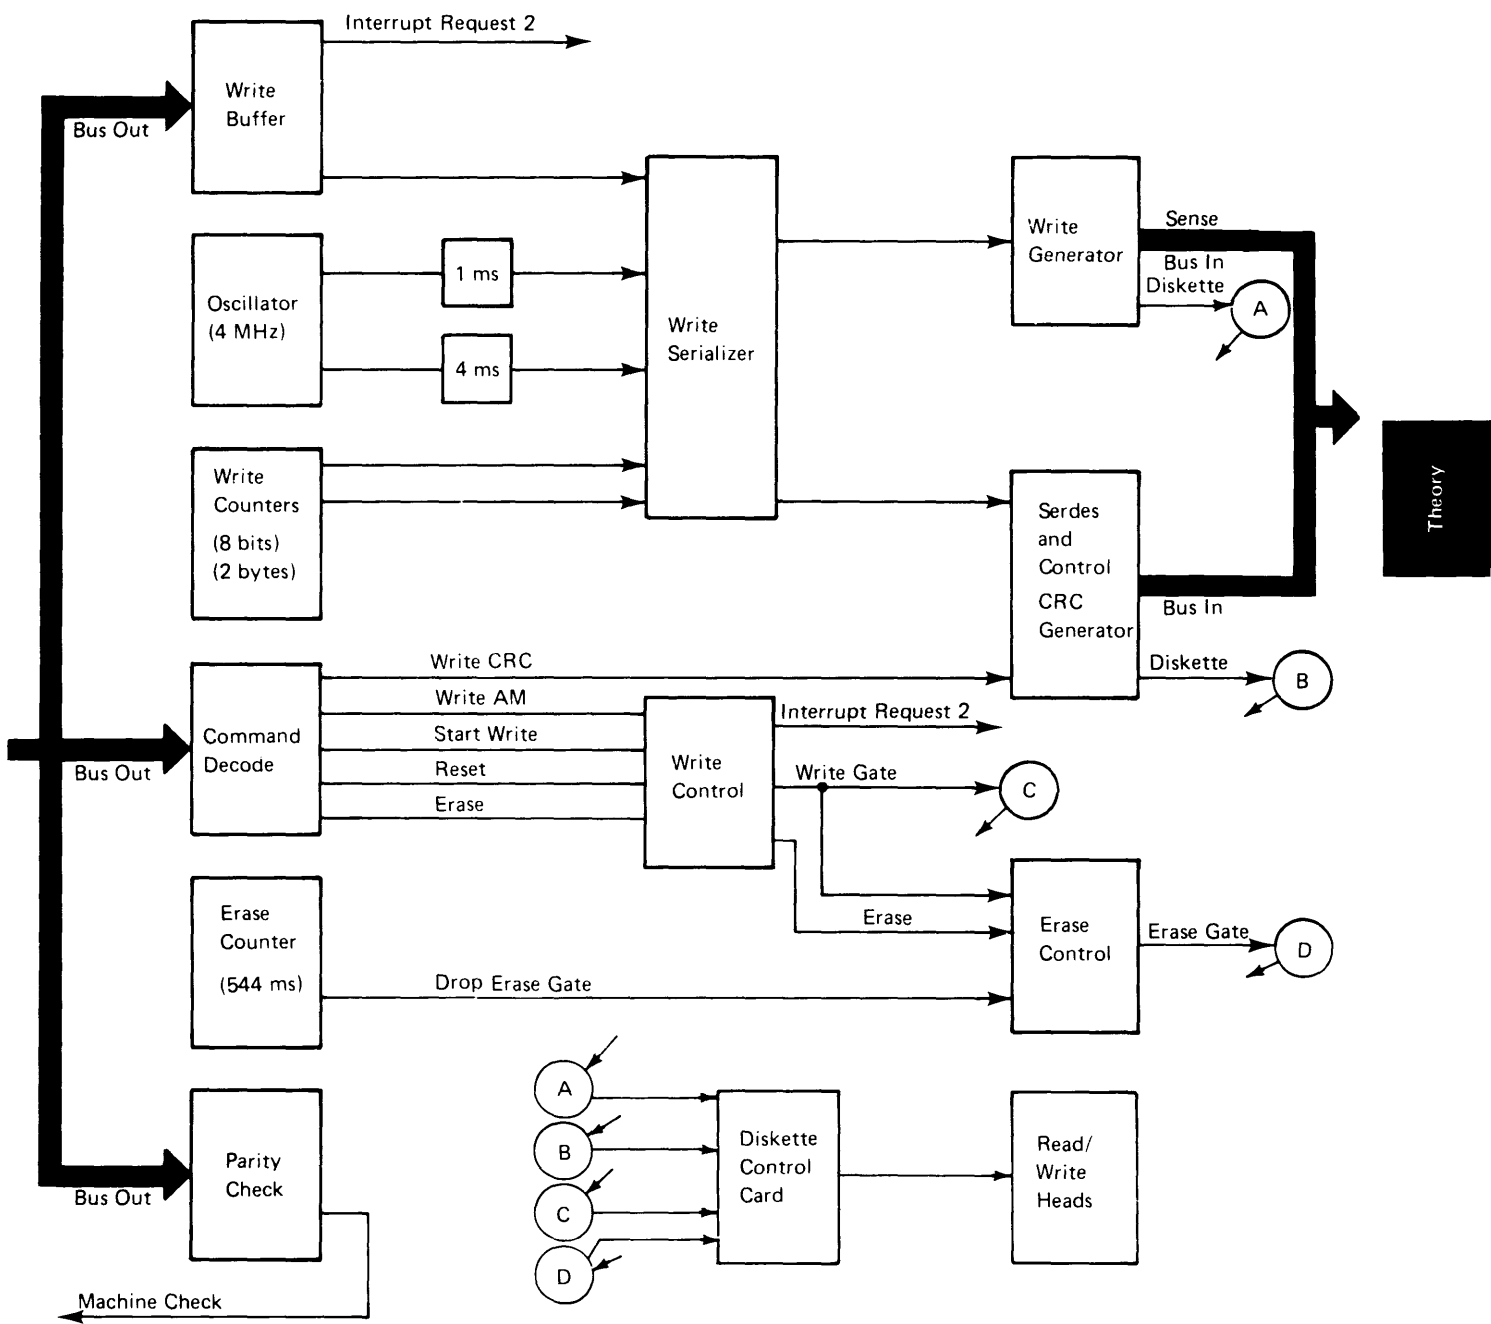 Interrupt Request 2
Write
Buffer
Bus Out
Oscillator
(4 MHz)
1 ms
4 ms
Write
Serializer
Write
Generator
Sense
Bus In
Diskette
A
Write
Counters
(8 bits)
(2 bytes)
Serdes
and
Control
CRC
Generator
Bus In
Diskette
B
Theory
Command
Decode
Bus Out
Write CRC
Write AM
Start Write
Reset
Erase
Write
Control
Interrupt Request 2
Write Gate
C
Erase
Counter
(544 ms)
Erase
Drop Erase Gate
Erase
Control
Erase Gate
D
Parity
Check
Bus Out
Machine Check
A
B
C
D
Diskette
Control
Card
Read/
Write
Heads